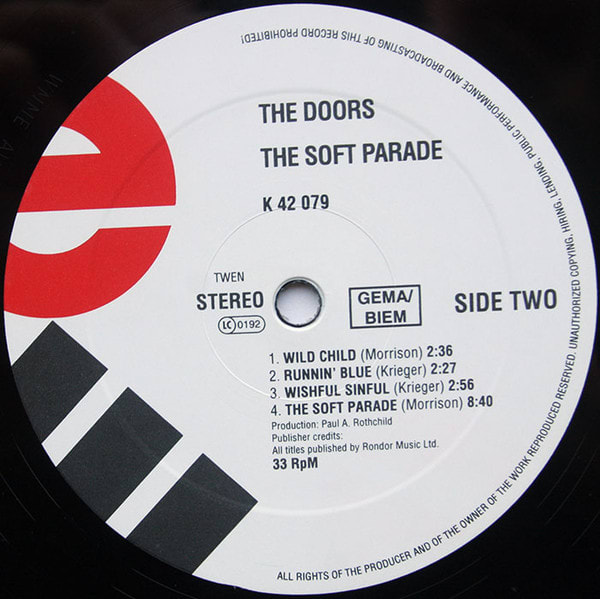 THE DOORS
THE SOFT PARADE
K 42 079
TWEN
STEREO
LC 0192
GEMA/
BIEM
SIDE TWO
1. WILD CHILD (Morrison) 2:36
2. RUNNIN' BLUE (Krieger) 2:27
3. WISHFUL SINFUL (Krieger) 2:56
4. THE SOFT PARADE (Morrison) 8:40
Production: Paul A. Rothchild
Publisher credits:
All titles published by Rondor Music Ltd.
33 RpM
ALL RIGHTS OF THE PRODUCER AND OF THE OWNER OF THE WORK REPRODUCED RESERVED. UNAUTHORIZED COPYING, HIRING, LENDING, PUBLIC PERFORMANCE AND BROADCASTING OF THIS RECORD PROHIBITED!
e